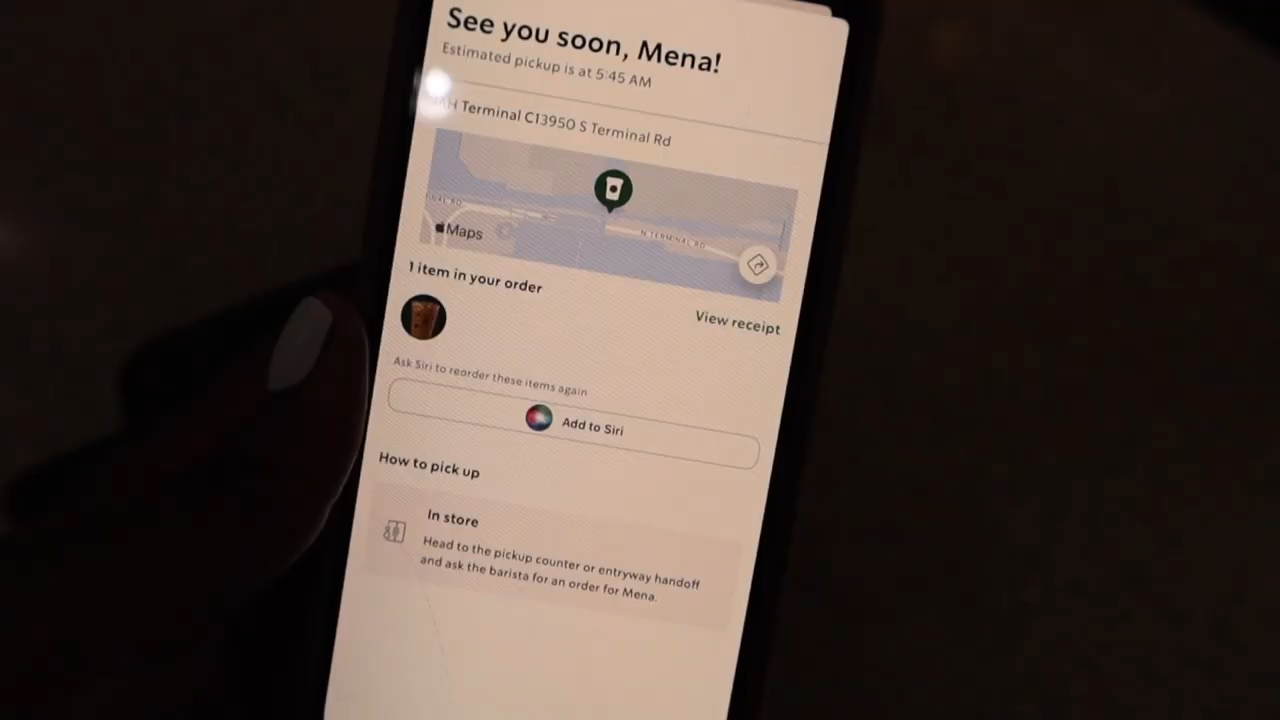 See you soon, Mena!
Estimated pickup is at 5:45 AM
Terminal C13950 S Terminal Rd
N TERMINAL RD
Maps
1 item in your order
View receipt
Ask Siri to reorder these items again
Add to Siri
How to pick up
In store
Head to the pickup counter or entryway handoff
and ask the barista for an order for Mena.